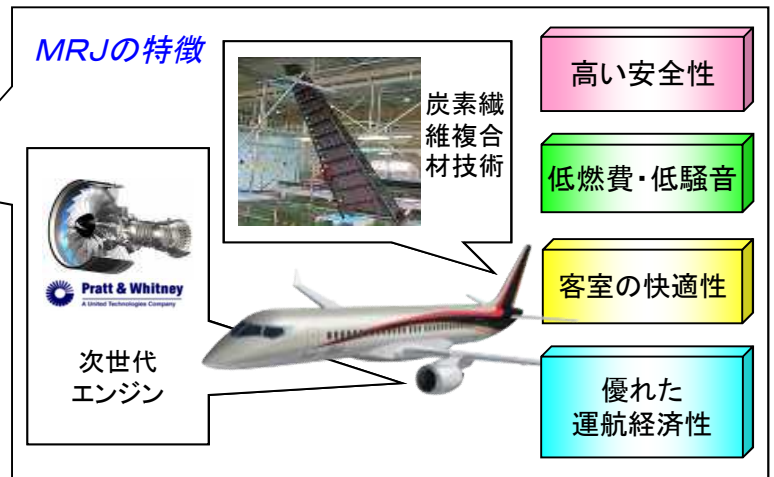 MRJの特徴
炭素繊
維複合
材技術
Pratt & Whitney
A United Technologies Company
次世代
エンジン
高い安全性
低燃費・低騒音
客室の快適性
優れた
運航経済性